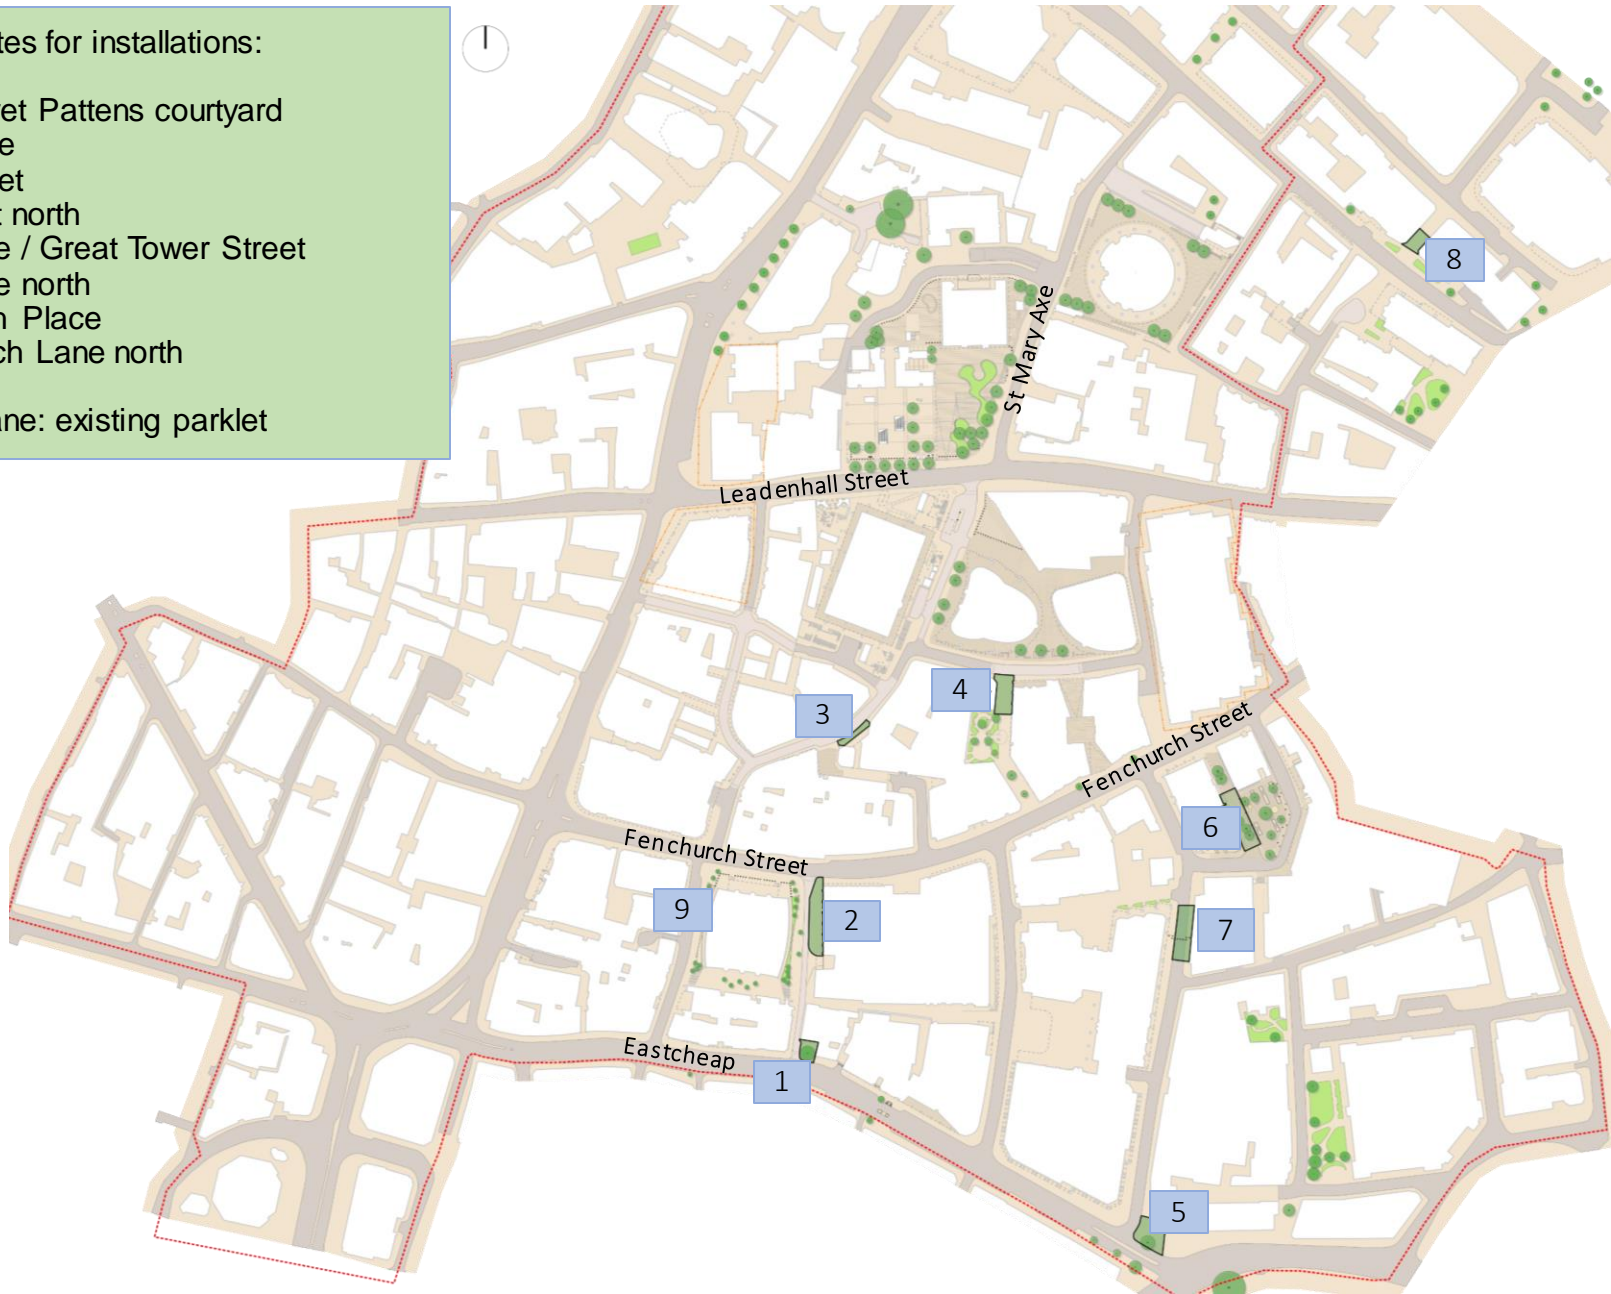 tes for installations:
et Pattens courtyard
e
et
t north
e / Great Tower Street
e north
n Place
ch Lane north
ane: existing parklet
8
St Mary Axe
Leadenhall Street
4
3
Fenchurch Street
6
Fenchurch Street
9
2
7
Eastcheap
1
5